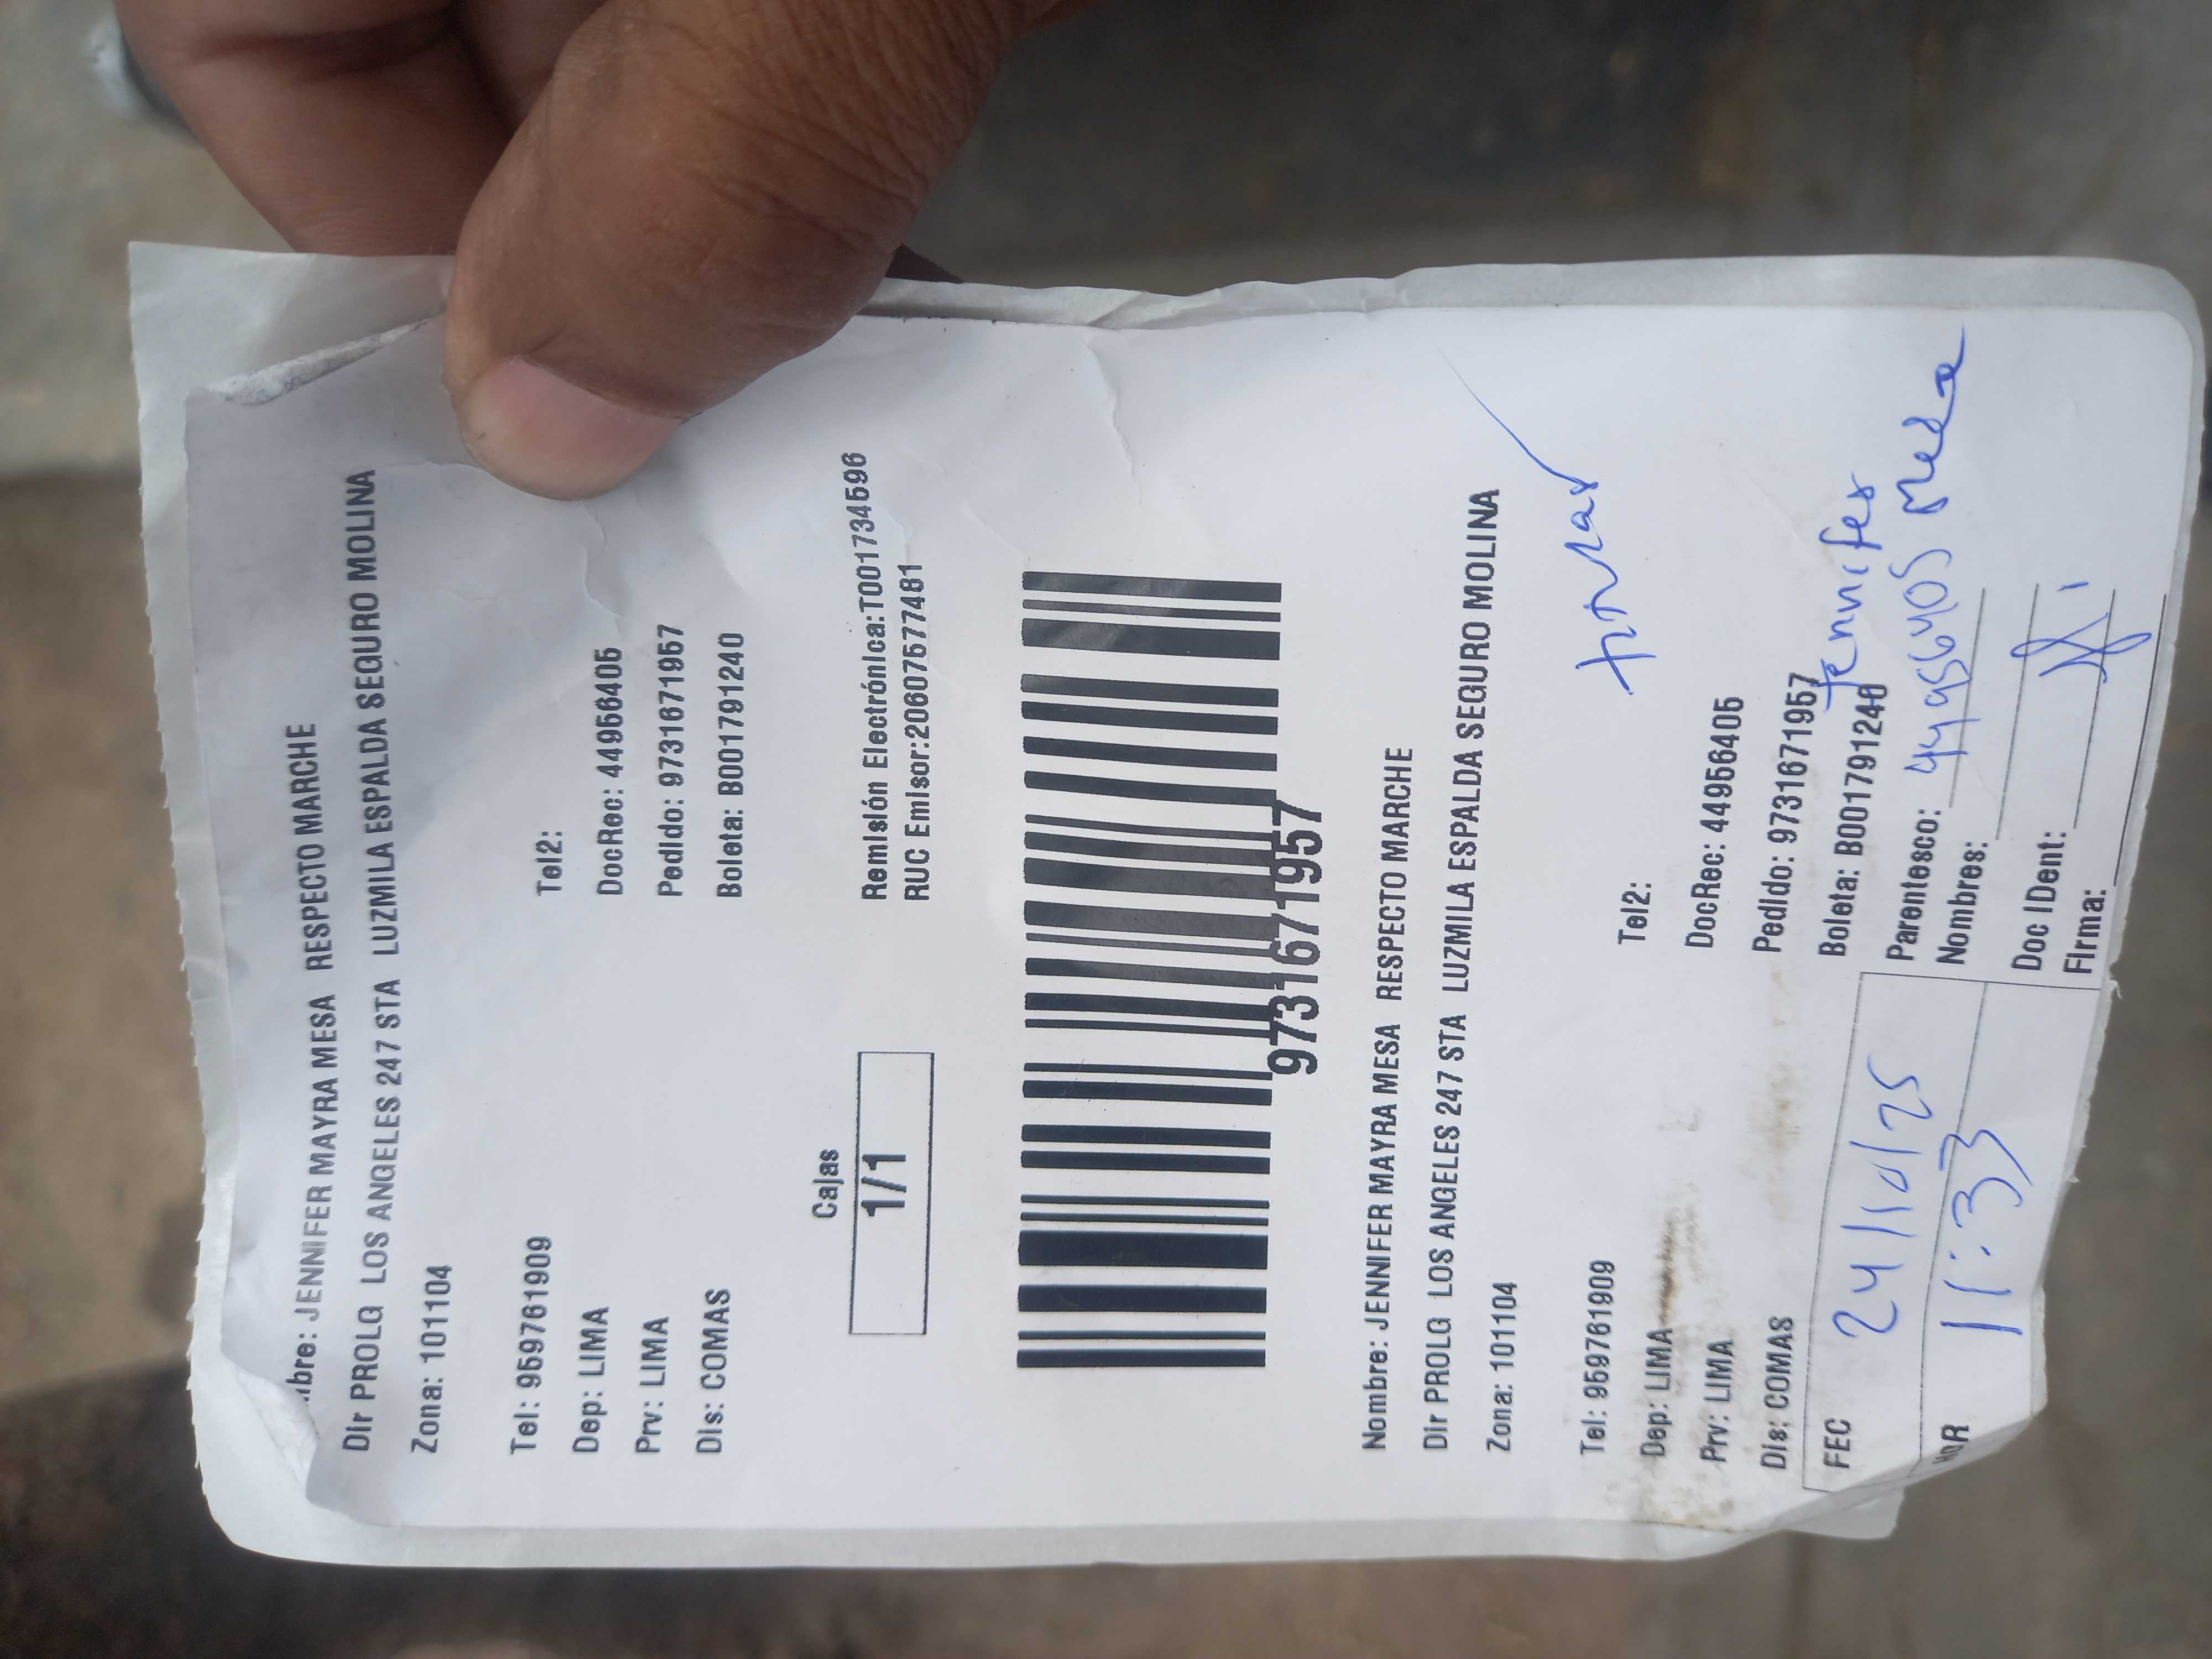 mbre: JENNIFER MAYRA MESA RESPECTO MARCHE
Dir PROLG LOS ANGELES 247 STA LUZMILA ESPALDA SEGURO MOLINA
Zona: 101104
Tel: 959761909 Tel2:
Dep: LIMA DocRec: 44956405
Prv: LIMA Pedido: 9731671957
Dis: COMAS Boleta: B001791240
Cajas
1/1
Remisión Electrónica:T001734596
RUC Emisor:20607577481
9731671957
Nombre: JENNIFER MAYRA MESA RESPECTO MARCHE
Dir PROLG LOS ANGELES 247 STA LUZMILA ESPALDA SEGURO MOLINA
Zona: 101104
Tel: 959761909 Tel2:
Dep: LIMA DocRec: 44956405
Prv: LIMA Pedido: 9731671957
Dis: COMAS Boleta: B001791240
FEC 24/10/25
HOR 11:33
Parentesco: Jennifer
Nombres: 44956405
Doc IDent:
Firma: